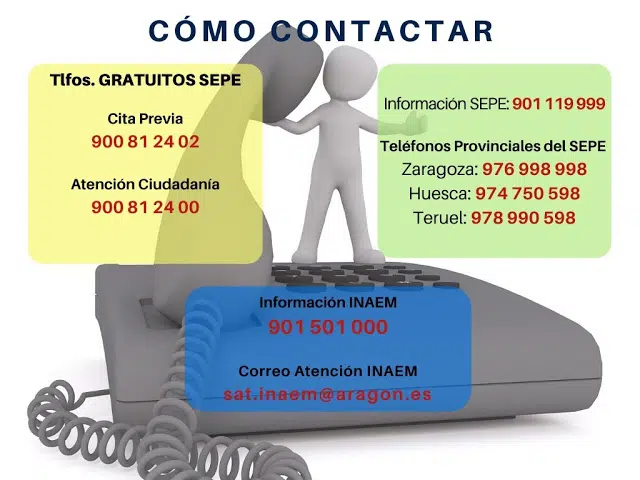 CÓMO CONTACTAR
Tlfos. GRATUITOS SEPE
Cita Previa
900 81 24 02
Atención Ciudadanía
900 81 24 00
Información SEPE: 901 119 999
Teléfonos Provinciales del SEPE
Zaragoza: 976 998 998
Huesca: 974 750 598
Teruel: 978 990 598
Información INAEM
901 501 000
Correo Atención INAEM
sat.inaem@aragon.es